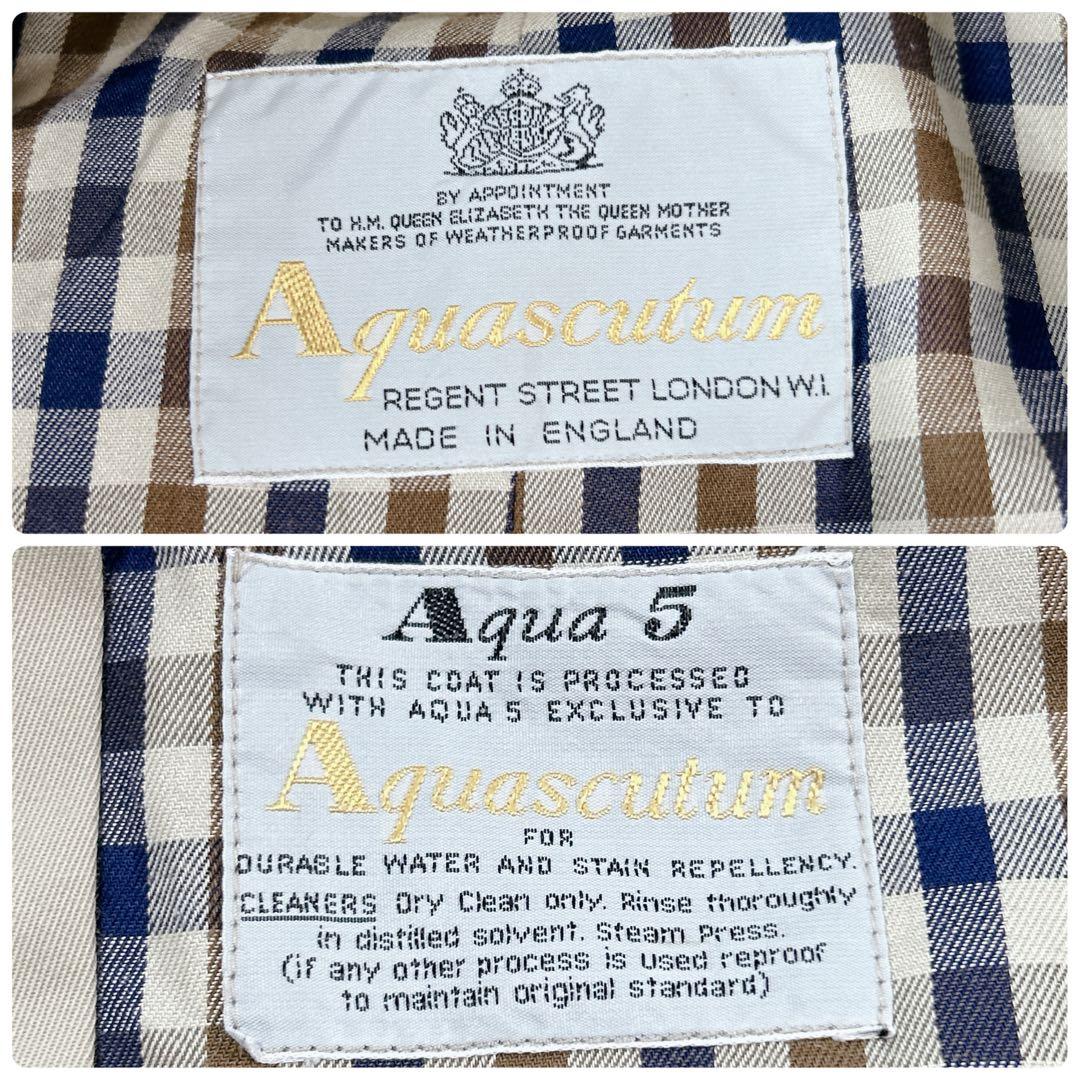 BY APPOINTMENT
TO H.M. QUEEN ELIZABETH THE QUEEN MOTHER
MAKERS OF WEATHERPROOF GARMENTS
Aquascutum
REGENT STREET LONDON W.I.
MADE IN ENGLAND
Aqua 5
THIS COAT IS PROCESSED
WITH AQUA 5 EXCLUSIVE TO
Aquascutum
FOR
DURABLE WATER AND STAIN REPELLENCY.
CLEANERS Dry Clean only. Rinse thoroughly
in distilled solvent. Steam Press.
(if any other process is used reproof
to maintain original standard)